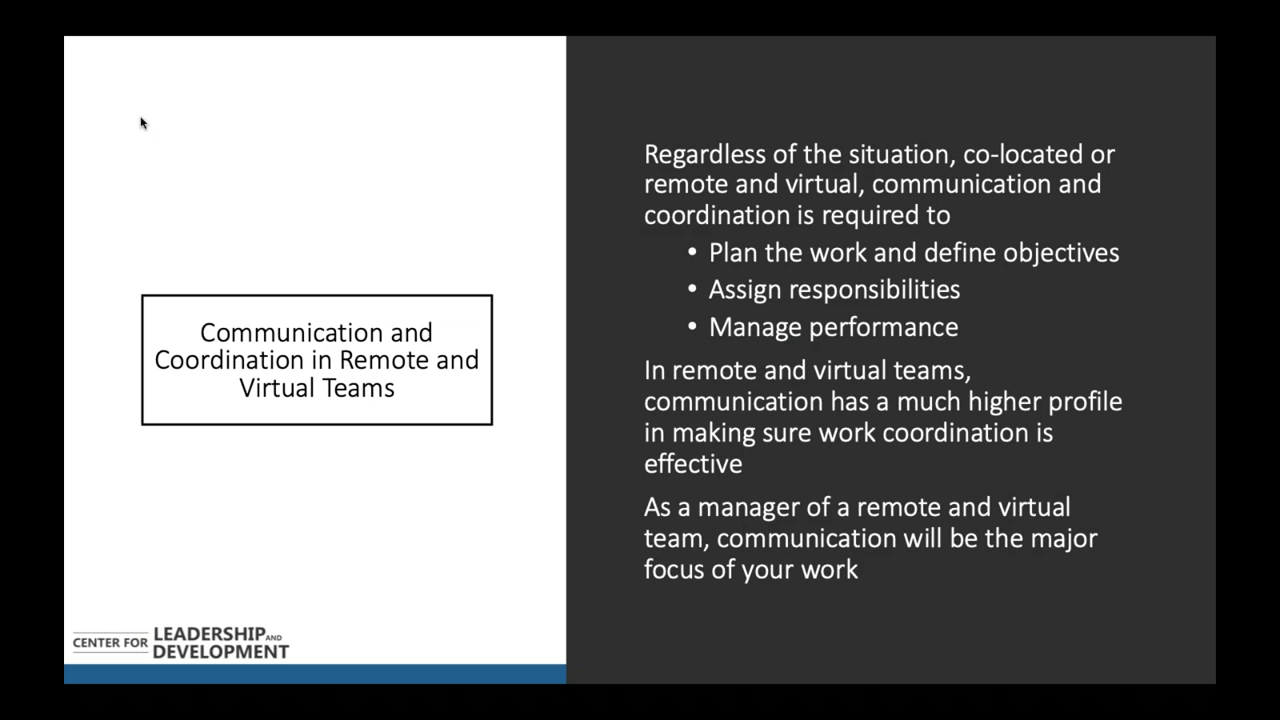 Communication and
Coordination in Remote and
Virtual Teams
CENTER FOR LEADERSHIP AND
DEVELOPMENT
Regardless of the situation, co-located or
remote and virtual, communication and
coordination is required to
• Plan the work and define objectives
• Assign responsibilities
• Manage performance
In remote and virtual teams,
communication has a much higher profile
in making sure work coordination is
effective
As a manager of a remote and virtual
team, communication will be the major
focus of your work